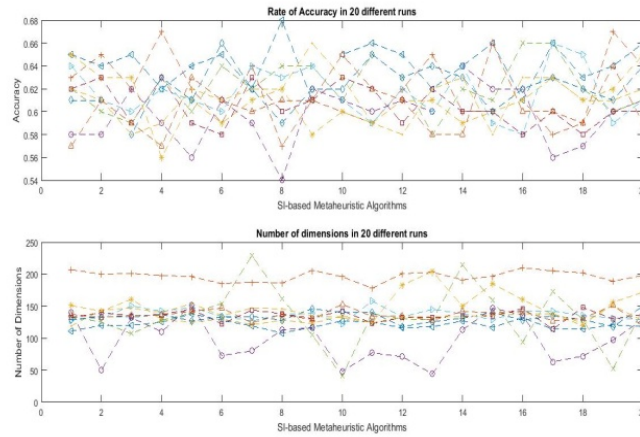 Rate of Accuracy in 20 different runs
0.68
0.66
0.64
0.62
0.6
0.58
0.56
0.54
Accuracy
0 2 4 6 8 10 12 14 16 18 2
SI-based Metaheuristic Algorithms
Number of dimensions in 20 different runs
250
200
150
100
50
0
Number of Dimensions
0 2 4 6 8 10 12 14 16 18 2
SI-based Metaheuristic Algorithms